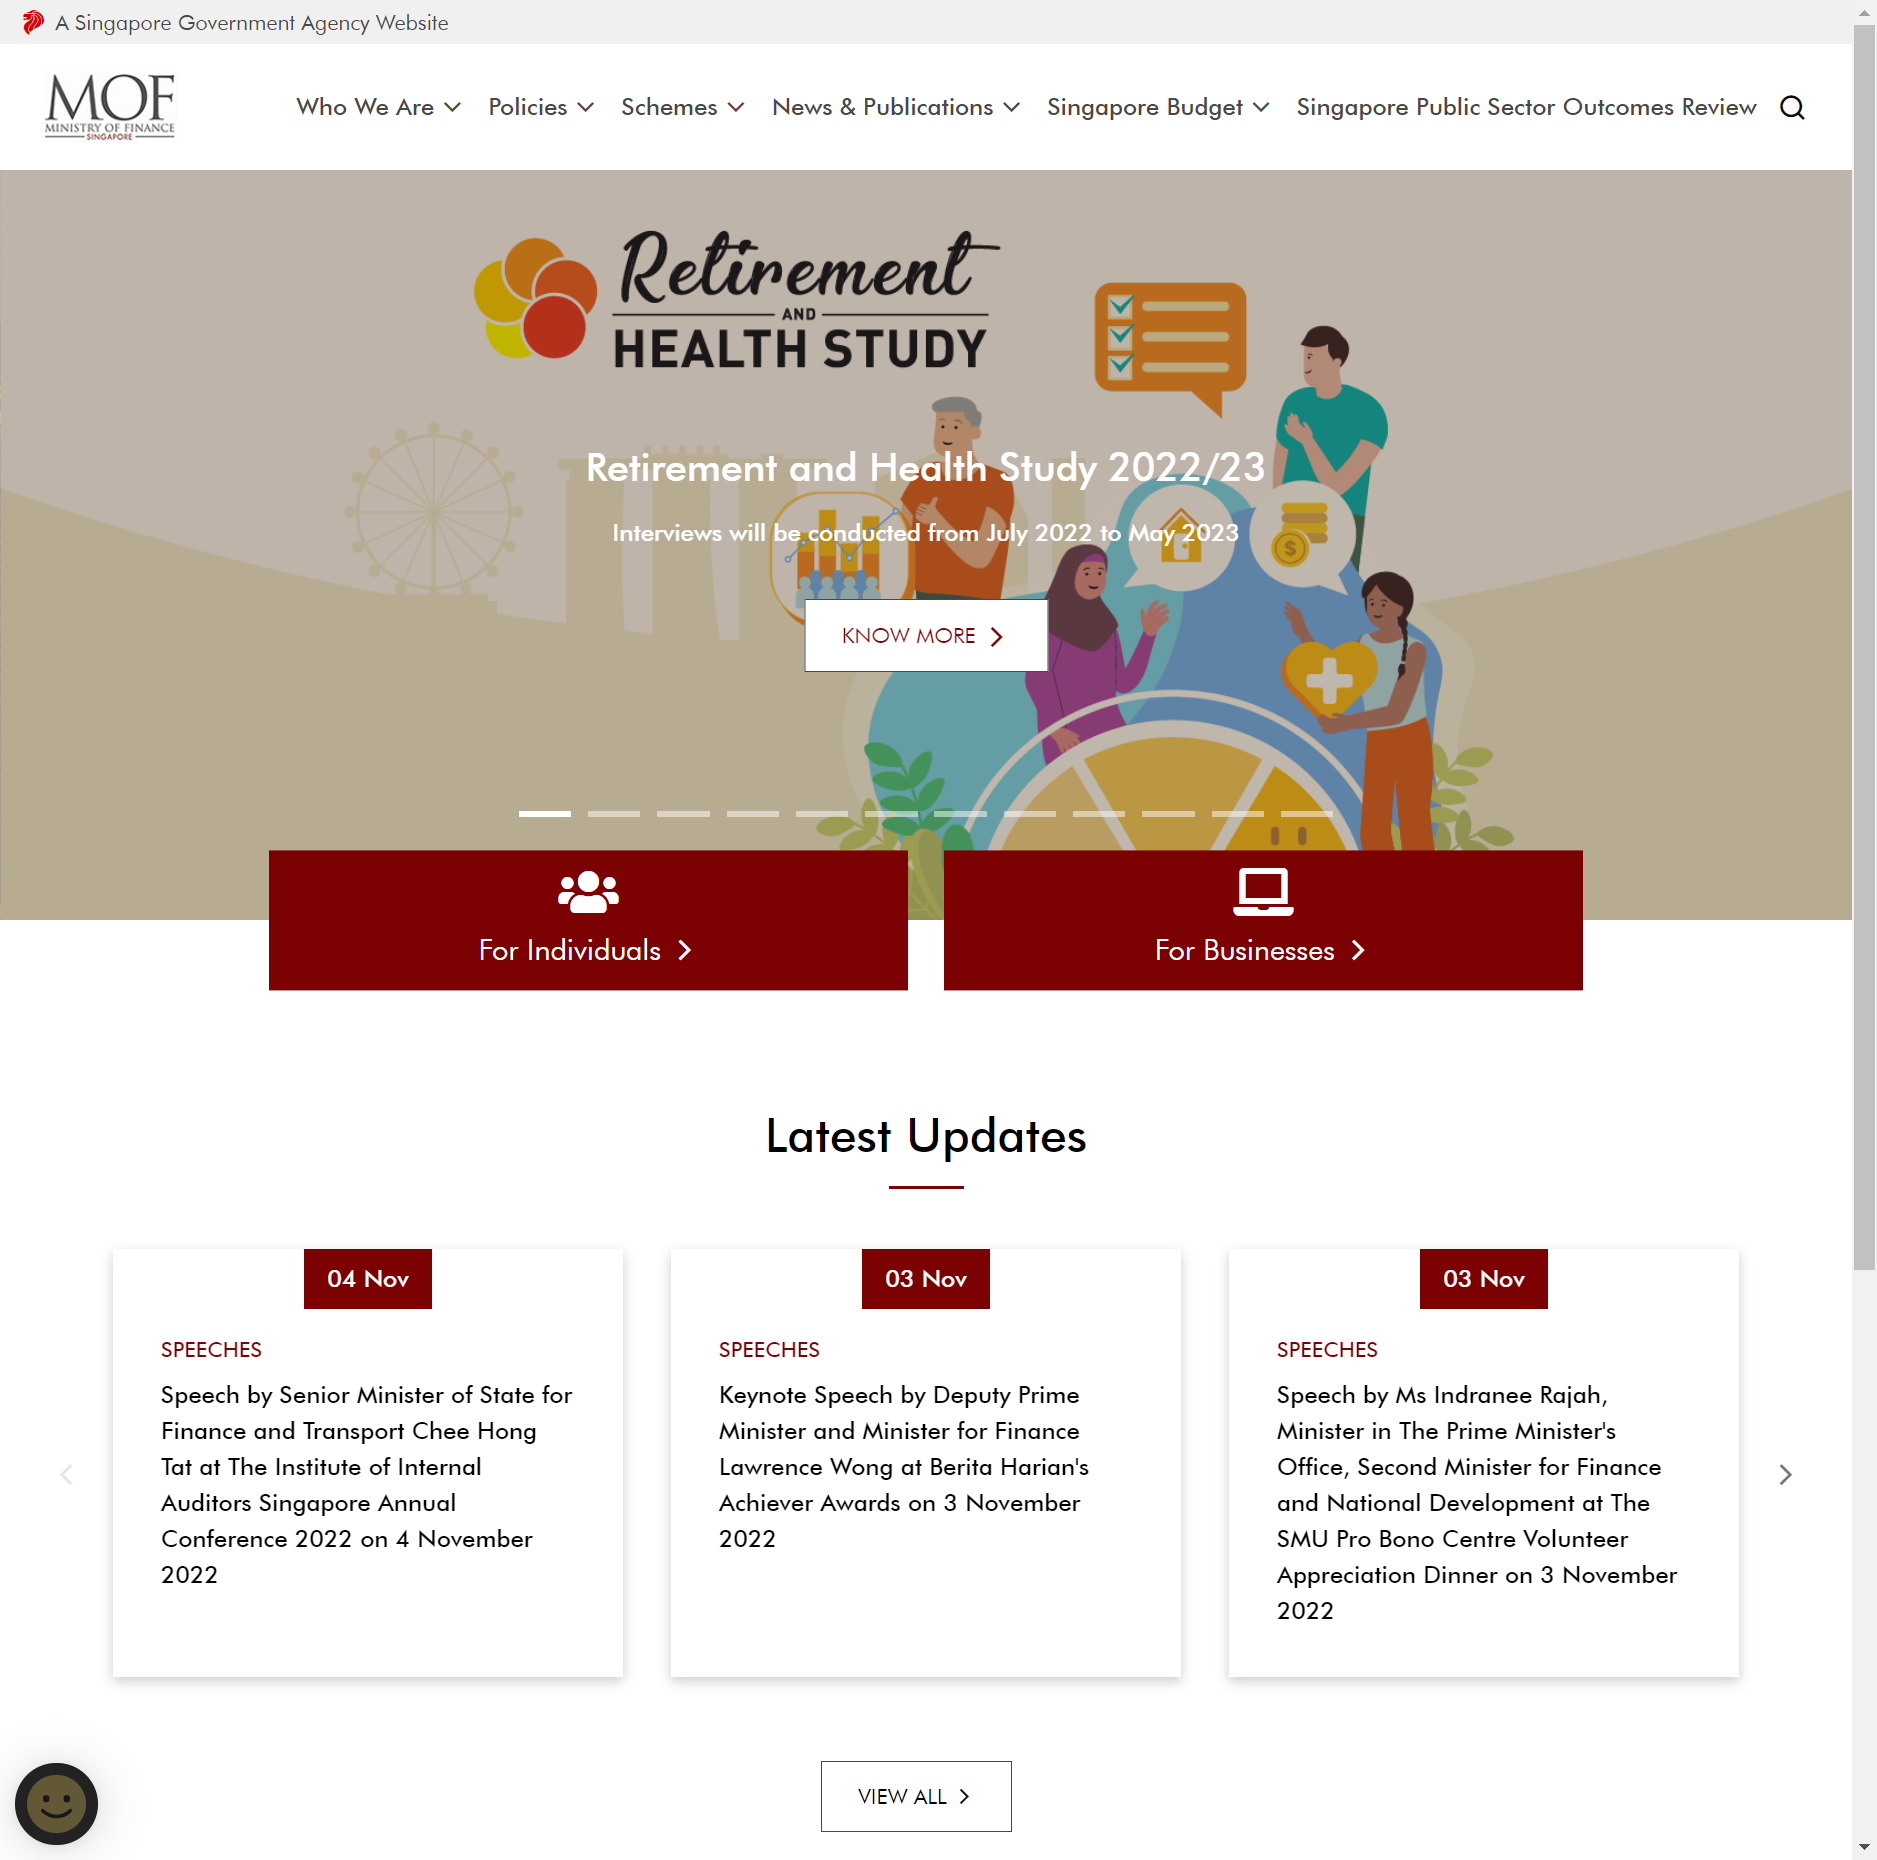 A Singapore Government Agency Website
MOF
MINISTRY OF FINANCE
SINGAPORE
Who We Are
Policies
Schemes
News & Publications
Singapore Budget
Singapore Public Sector Outcomes Review
Retirement
AND
HEALTH STUDY
Retirement and Health Study 2022/23
Interviews will be conducted from July 2022 to May 2023
KNOW MORE
For Individuals
For Businesses
Latest Updates
04 Nov
SPEECHES
Speech by Senior Minister of State for
Finance and Transport Chee Hong
Tat at The Institute of Internal
Auditors Singapore Annual
Conference 2022 on 4 November
2022
03 Nov
SPEECHES
Keynote Speech by Deputy Prime
Minister and Minister for Finance
Lawrence Wong at Berita Harian's
Achiever Awards on 3 November
2022
03 Nov
SPEECHES
Speech by Ms Indranee Rajah,
Minister in The Prime Minister's
Office, Second Minister for Finance
and National Development at The
SMU Pro Bono Centre Volunteer
Appreciation Dinner on 3 November
2022
VIEW ALL